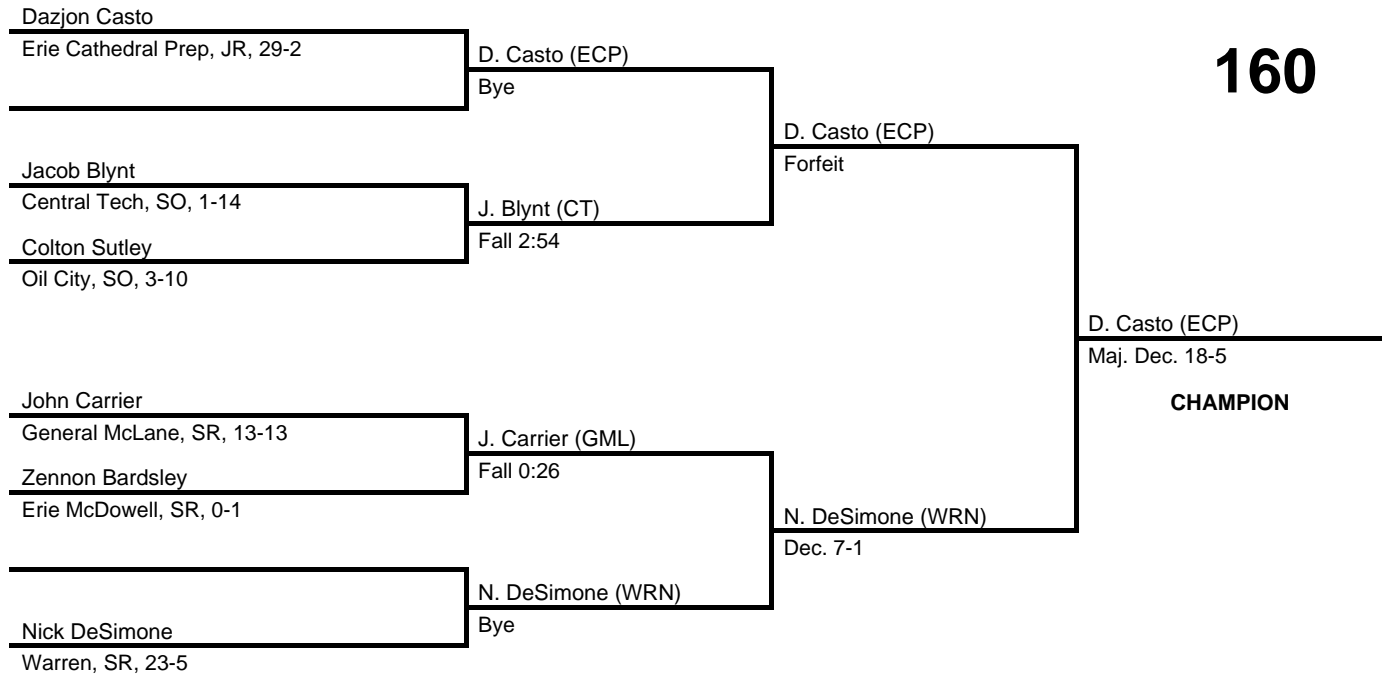 Dazjon Casto
Erie Cathedral Prep, JR, 29-2
D. Casto (ECP)
Bye
160
D. Casto (ECP)
Forfeit
Jacob Blynt
Central Tech, SO, 1-14
J. Blynt (CT)
Fall 2:54
Colton Sutley
Oil City, SO, 3-10
D. Casto (ECP)
Maj. Dec. 18-5
CHAMPION
John Carrier
General McLane, SR, 13-13
J. Carrier (GML)
Fall 0:26
Zennon Bardsley
Erie McDowell, SR, 0-1
N. DeSimone (WRN)
Dec. 7-1
N. DeSimone (WRN)
Bye
Nick DeSimone
Warren, SR, 23-5